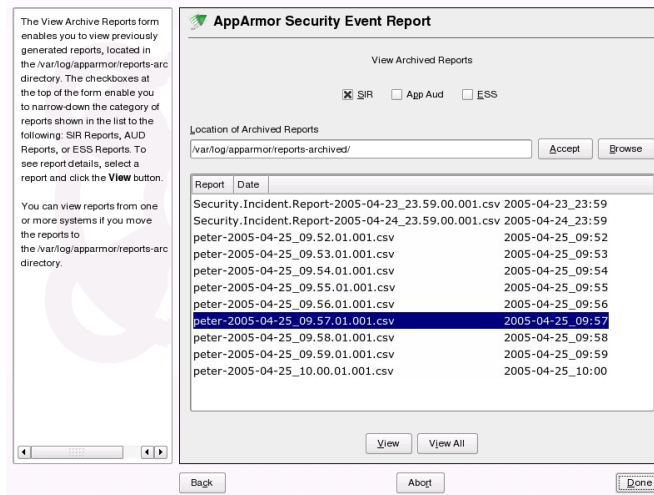 The View Archive Reports form
enables you to view previously
generated reports, located in
the /var/log/apparmor/reports-arc
directory. The checkboxes at
the top of the form enable you
to narrow-down the category of
reports shown in the list to the
following: SIR Reports, AUD
Reports, or ESS Reports. To
see report details, select a
report and click the View button.
You can view reports from one
or more systems if you move
the reports to
the /var/log/apparmor/reports-arc
directory.
AppArmor Security Event Report
View Archived Reports
SIR App Aud ESS
Location of Archived Reports
/var/log/apparmor/reports-archived/ Accept Browse
Report Date
Security.Incident.Report-2005-04-23_23.59.00.001.csv 2005-04-23_23:59
Security.Incident.Report-2005-04-24_23.59.00.001.csv 2005-04-24_23:59
peter-2005-04-25_09.52.01.001.csv 2005-04-25_09:52
peter-2005-04-25_09.53.01.001.csv 2005-04-25_09:53
peter-2005-04-25_09.54.01.001.csv 2005-04-25_09:54
peter-2005-04-25_09.55.01.001.csv 2005-04-25_09:55
peter-2005-04-25_09.56.01.001.csv 2005-04-25_09:56
peter-2005-04-25_09.57.01.001.csv 2005-04-25_09:57
peter-2005-04-25_09.58.01.001.csv 2005-04-25_09:58
peter-2005-04-25_09.59.01.001.csv 2005-04-25_09:59
peter-2005-04-25_10.00.01.001.csv 2005-04-25_10:00
View View All
Back Abort Done